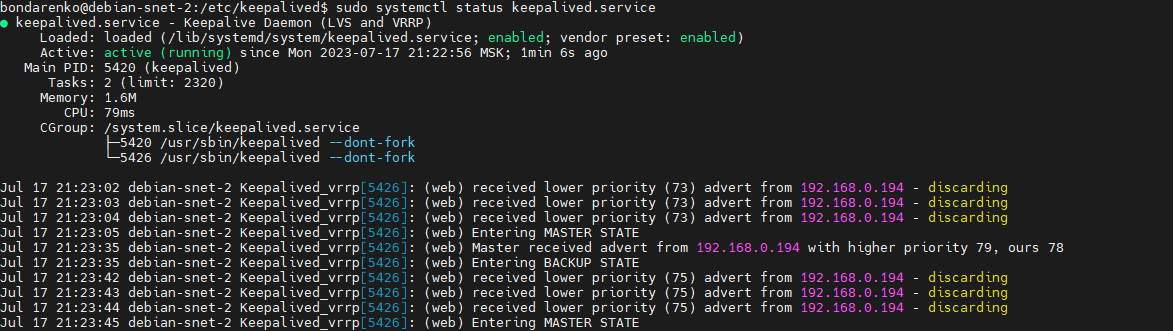 bondarenko@debian-snet-2:/etc/keepalived$ sudo systemctl status keepalived.service
● keepalived.service - Keepalive Daemon (LVS and VRRP)
Loaded: loaded (/lib/systemd/system/keepalived.service; enabled; vendor preset: enabled)
Active: active (running) since Mon 2023-07-17 21:22:56 MSK; 1min 6s ago
Main PID: 5420 (keepalived)
Tasks: 2 (limit: 2320)
Memory: 1.6M
CPU: 79ms
CGroup: /system.slice/keepalived.service
├─5420 /usr/sbin/keepalived --dont-fork
└─5426 /usr/sbin/keepalived --dont-fork
Jul 17 21:23:02 debian-snet-2 Keepalived_vrrp[5426]: (web) received lower priority (73) advert from 192.168.0.194 - discarding
Jul 17 21:23:03 debian-snet-2 Keepalived_vrrp[5426]: (web) received lower priority (73) advert from 192.168.0.194 - discarding
Jul 17 21:23:04 debian-snet-2 Keepalived_vrrp[5426]: (web) received lower priority (73) advert from 192.168.0.194 - discarding
Jul 17 21:23:05 debian-snet-2 Keepalived_vrrp[5426]: (web) Entering MASTER STATE
Jul 17 21:23:35 debian-snet-2 Keepalived_vrrp[5426]: (web) Master received advert from 192.168.0.194 with higher priority 79, ours 78
Jul 17 21:23:35 debian-snet-2 Keepalived_vrrp[5426]: (web) Entering BACKUP STATE
Jul 17 21:23:42 debian-snet-2 Keepalived_vrrp[5426]: (web) received lower priority (75) advert from 192.168.0.194 - discarding
Jul 17 21:23:43 debian-snet-2 Keepalived_vrrp[5426]: (web) received lower priority (75) advert from 192.168.0.194 - discarding
Jul 17 21:23:44 debian-snet-2 Keepalived_vrrp[5426]: (web) received lower priority (75) advert from 192.168.0.194 - discarding
Jul 17 21:23:45 debian-snet-2 Keepalived_vrrp[5426]: (web) Entering MASTER STATE